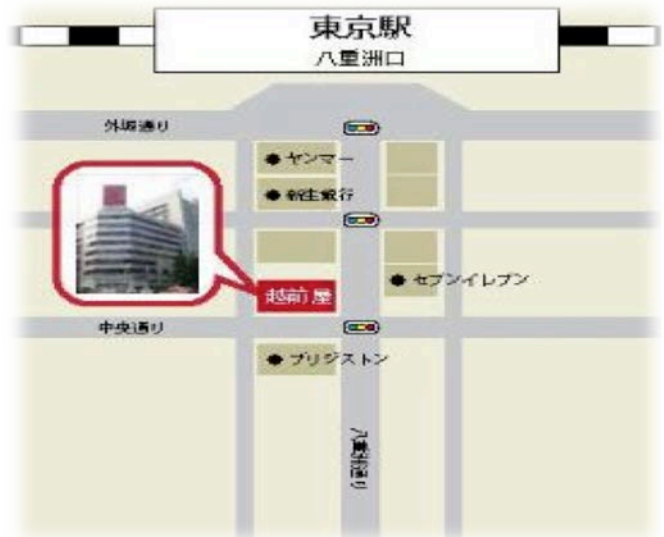 東京駅
八重洲口
外堀通り
ヤンマー
新生銀行
セブンイレブン
越前屋
中央通り
ブリジストン
八重洲通り